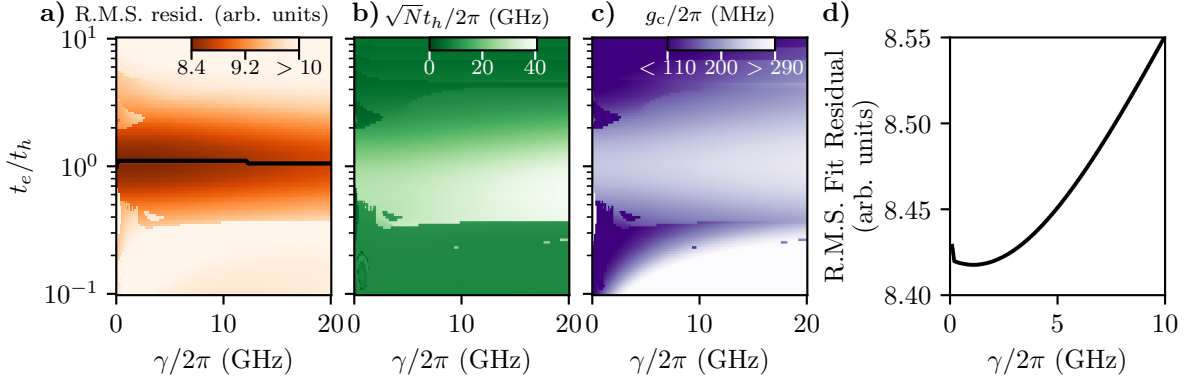 a) R.M.S. resid. (arb. units)
8.4 9.2 > 10
10^1
10^0
10^{-1}
t_e/t_h
0 10 20
γ/2π (GHz)
b) √N t_h/2π (GHz)
0 20 40
0 10 20
γ/2π (GHz)
c) g_c/2π (MHz)
< 110 200 > 290
0 10 20
γ/2π (GHz)
d)
R.M.S. Fit Residual
(arb. units)
8.55
8.50
8.45
8.40
0 5 10
γ/2π (GHz)